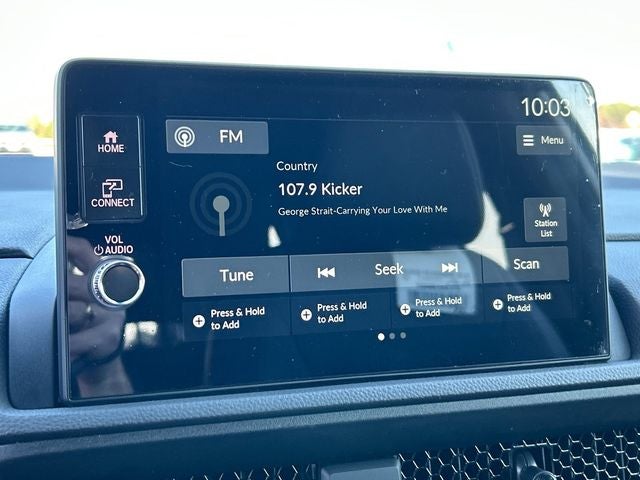 10:03
HOME
FM
Menu
Country
107.9 Kicker
George Strait-Carrying Your Love With Me
CONNECT
Station
List
VOL
AUDIO
Tune
Seek
Scan
Press & Hold
to Add
Press & Hold
to Add
Press & Hold
to Add
Press & Hold
to Add